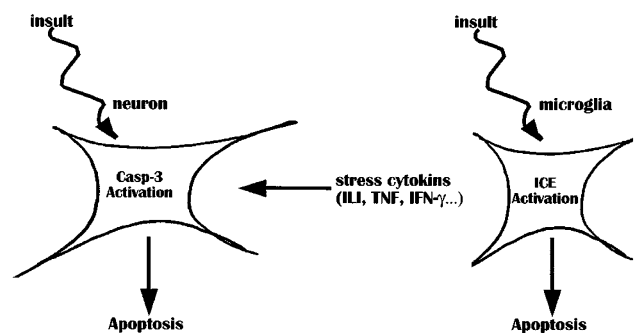 insult
neuron
Casp-3
Activation
Apoptosis
stress cytokins
(ILI, TNF, IFN-γ...)
insult
microglia
ICE
Activation
Apoptosis